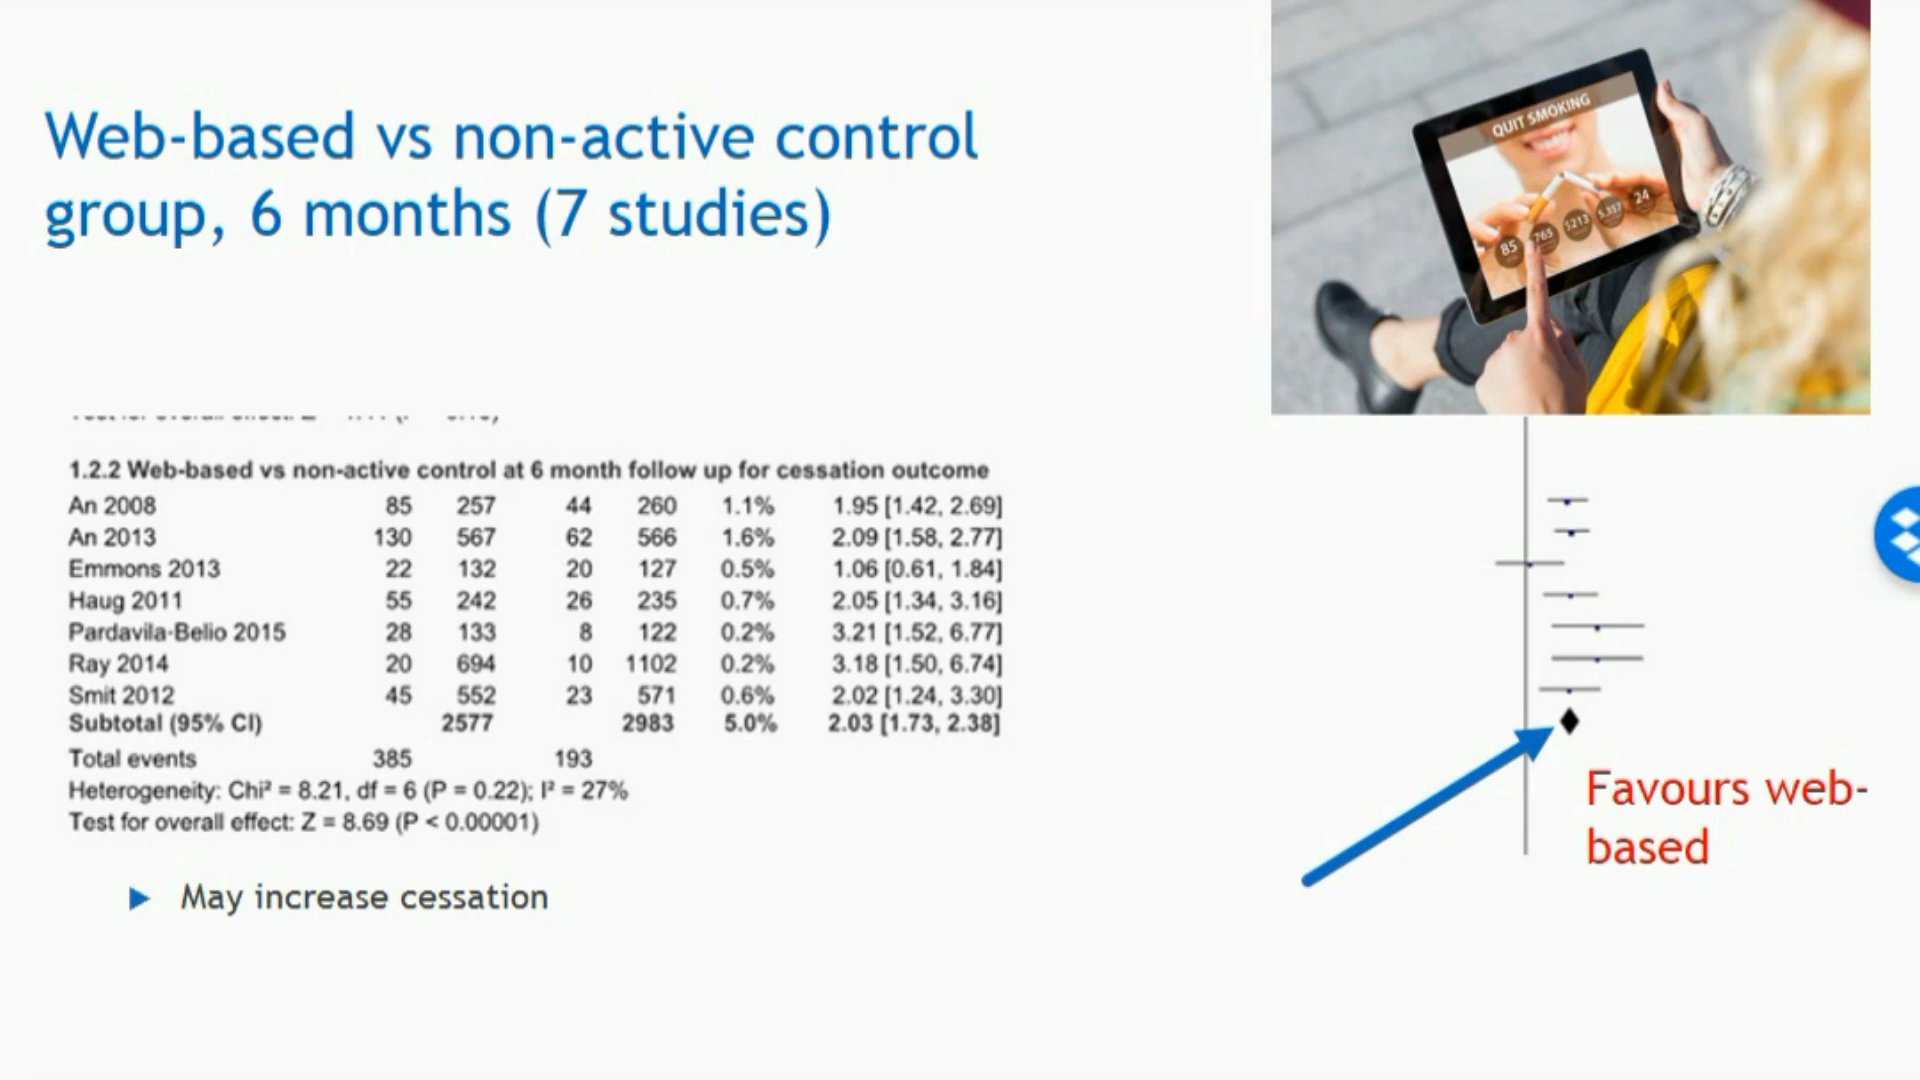 Web-based vs non-active control
group, 6 months (7 studies)
QUIT SMOKING
85 765 $213 5,357 24
1.2.2 Web-based vs non-active control at 6 month follow up for cessation outcome
An 2008 85 257 44 260 1.1% 1.95 [1.42, 2.69]
An 2013 130 567 62 566 1.6% 2.09 [1.58, 2.77]
Emmons 2013 22 132 20 127 0.5% 1.06 [0.61, 1.84]
Haug 2011 55 242 26 235 0.7% 2.05 [1.34, 3.16]
Pardavila-Belio 2015 28 133 8 122 0.2% 3.21 [1.52, 6.77]
Ray 2014 20 694 10 1102 0.2% 3.18 [1.50, 6.74]
Smit 2012 45 552 23 571 0.6% 2.02 [1.24, 3.30]
Subtotal (95% CI) 2577 2983 5.0% 2.03 [1.73, 2.38]
Total events 385 193
Heterogeneity: Chi² = 8.21, df = 6 (P = 0.22); I² = 27%
Test for overall effect: Z = 8.69 (P < 0.00001)
Favours web-
based
May increase cessation